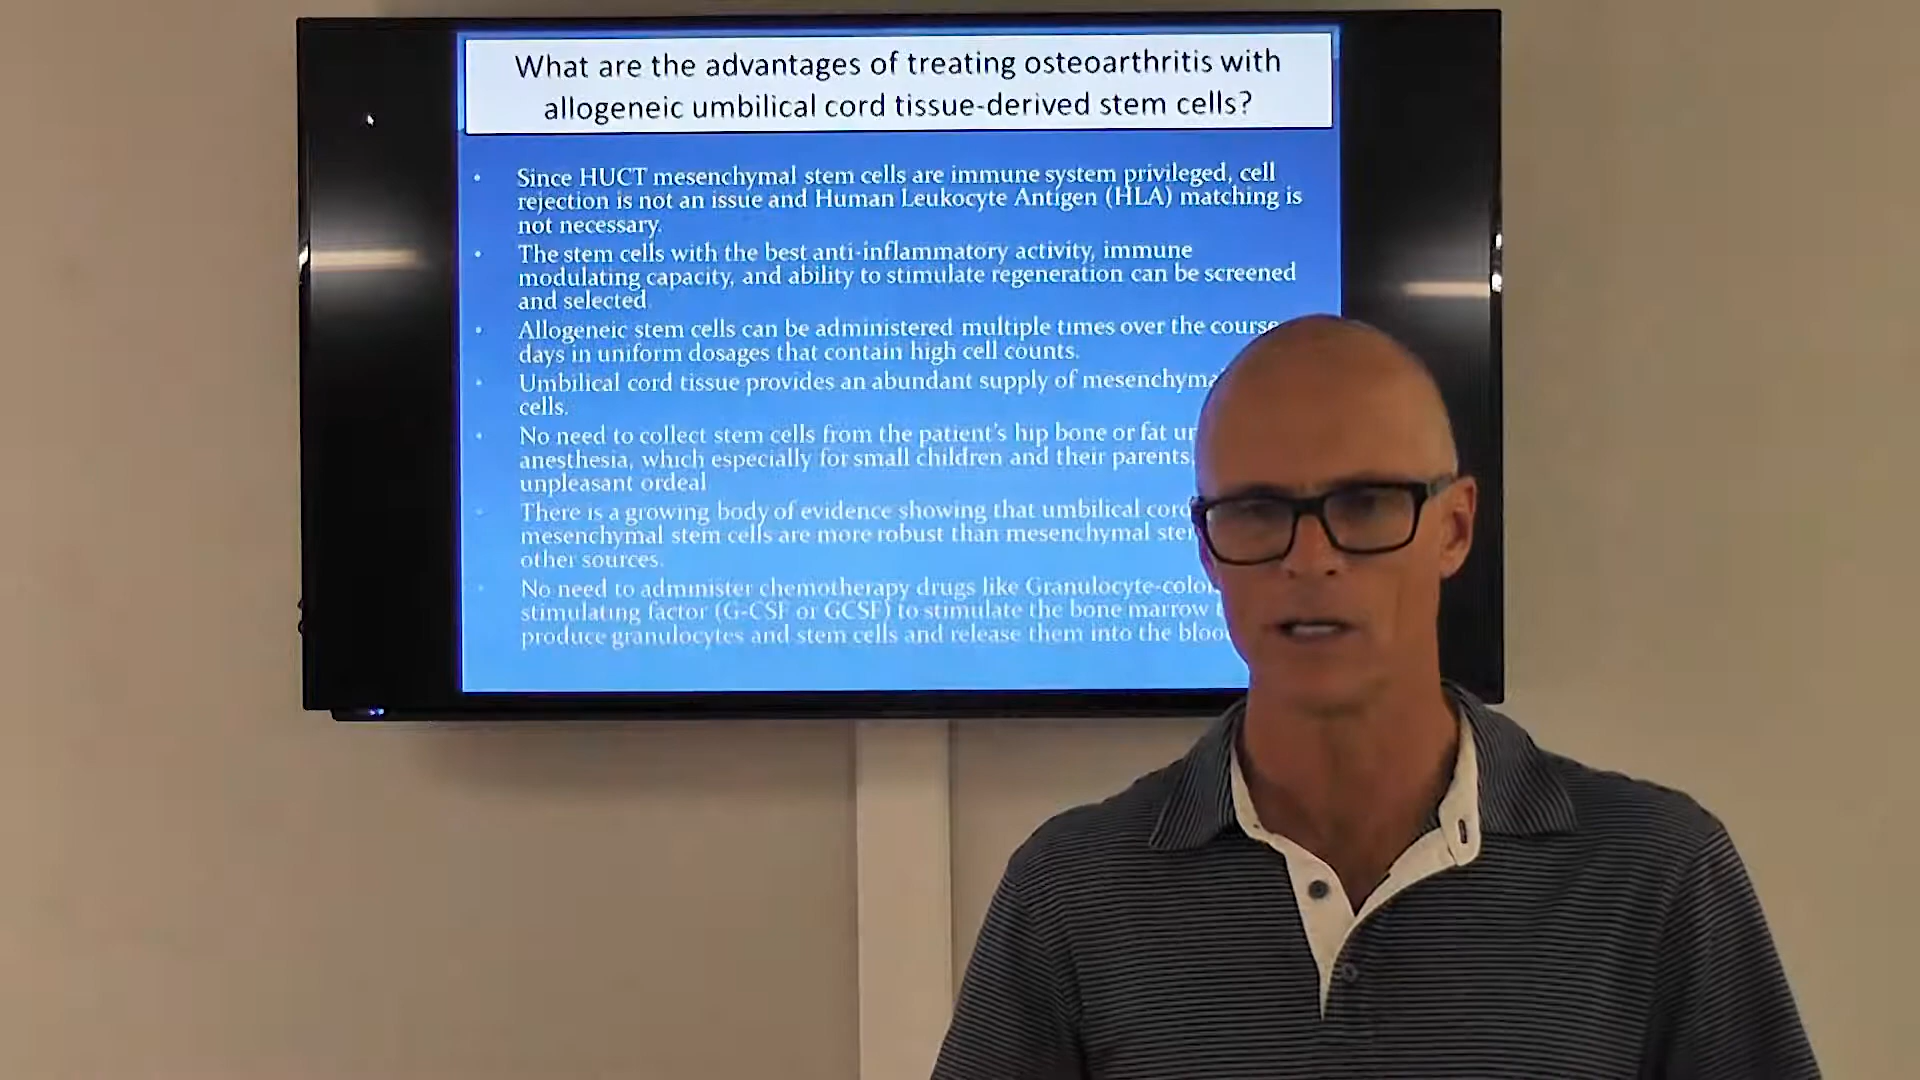 What are the advantages of treating osteoarthritis with
allogeneic umbilical cord tissue-derived stem cells?
• Since HUCT mesenchymal stem cells are immune system privileged, cell
rejection is not an issue and Human Leukocyte Antigen (HLA) matching is
not necessary.
• The stem cells with the best anti-inflammatory activity, immune
modulating capacity, and ability to stimulate regeneration can be screened
and selected
• Allogeneic stem cells can be administered multiple times over the course
days in uniform dosages that contain high cell counts.
• Umbilical cord tissue provides an abundant supply of
cells.
• No need to collect stem cells from the patient's hip bone or fat
anesthesia, which especially for small children and their parents,
unpleasant ordeal
• There is a growing body of evidence showing that umbilical cord
mesenchymal stem cells are more robust than mesenchymal
other sources.
• No need to administer chemotherapy drugs like
stimulating factor (G-CSF or GCSF) to stimulate the bone marrow
produce granulocytes and stem cells and release them into the